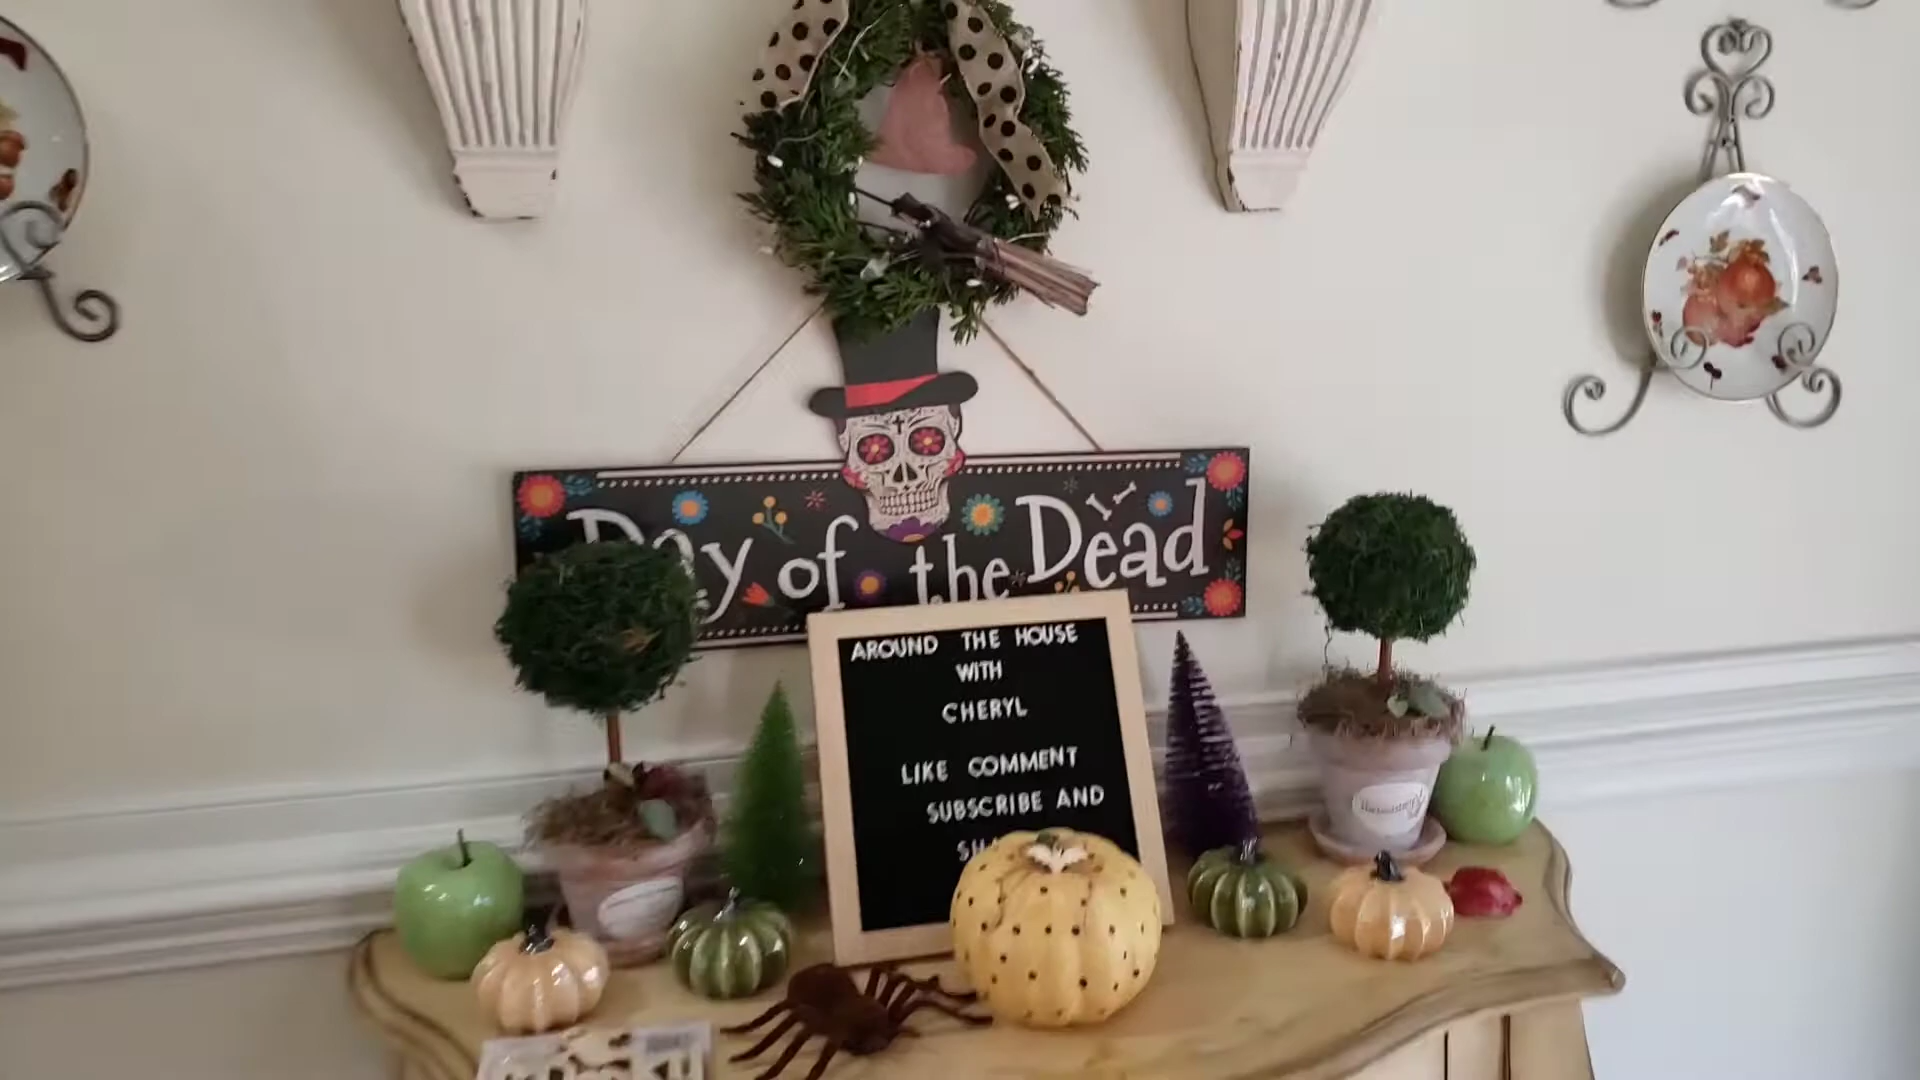 Day of the Dead
AROUND THE HOUSE
WITH
CHERYL
LIKE COMMENT
SUBSCRIBE AND